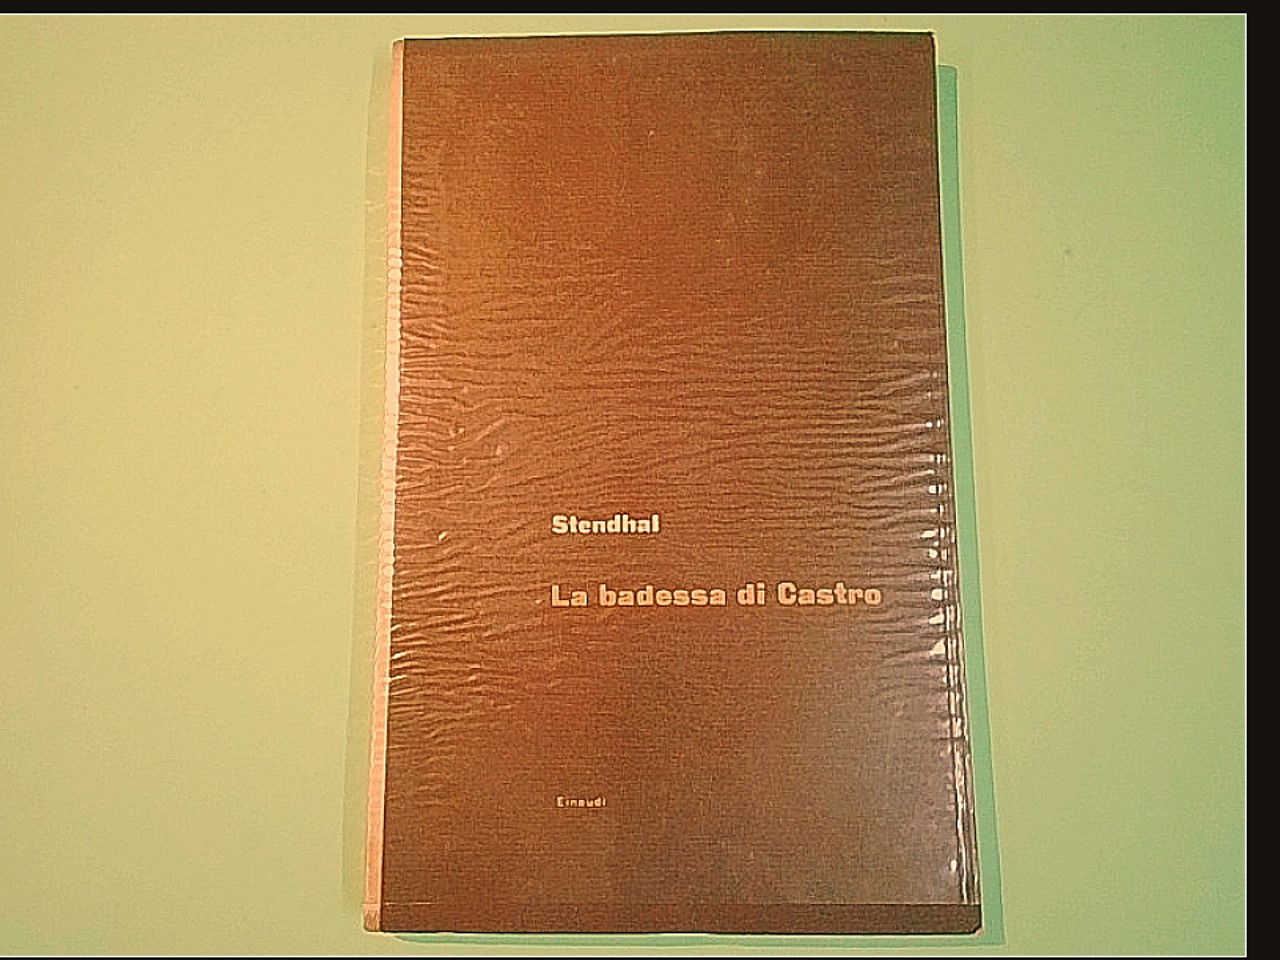 Stendhal
La badessa di Castro
Einaudi